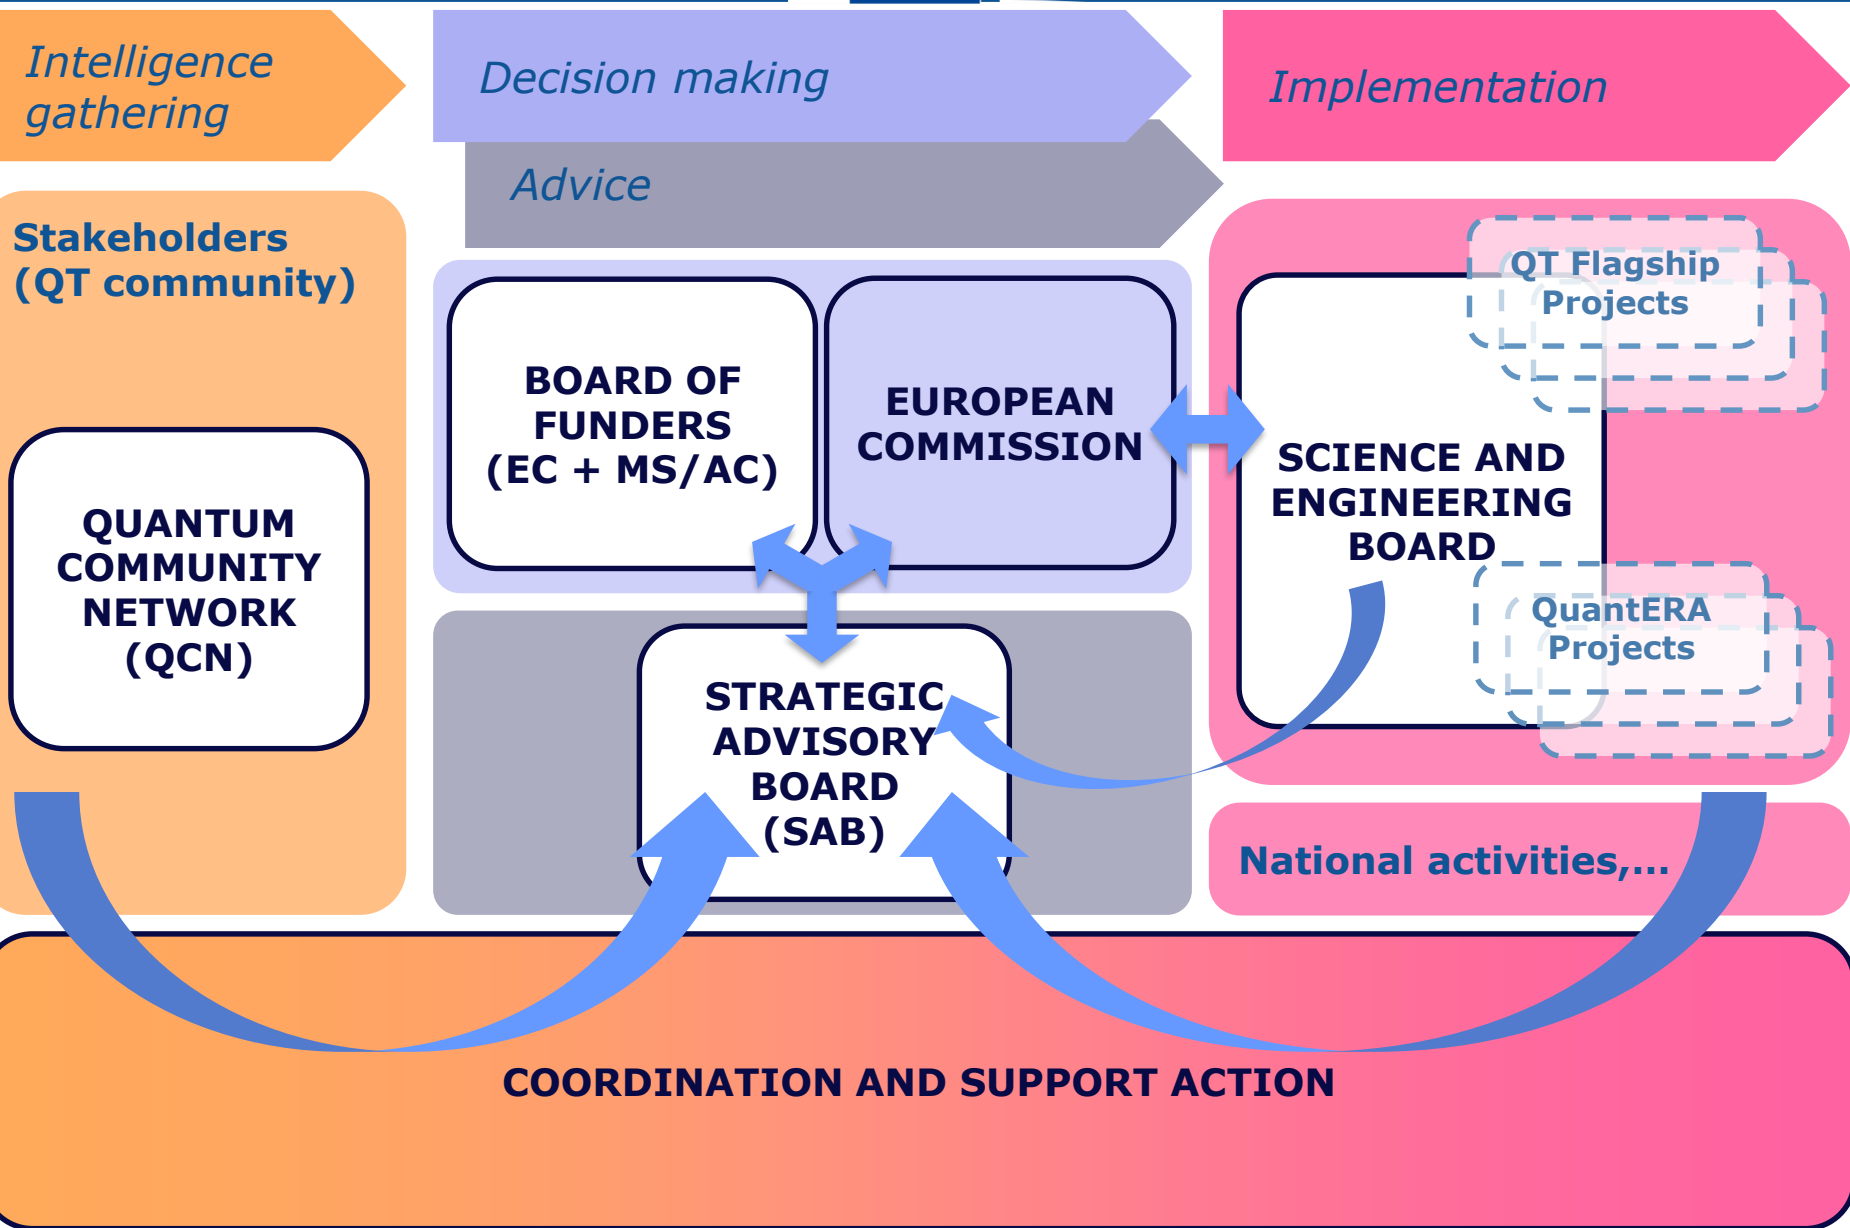 Intelligence
gathering
Decision making
Advice
Implementation
Stakeholders
(QT community)
QUANTUM
COMMUNITY
NETWORK
(QCN)
BOARD OF
FUNDERS
(EC + MS/AC)
EUROPEAN
COMMISSION
STRATEGIC
ADVISORY
BOARD
(SAB)
QT Flagship
Projects
SCIENCE AND
ENGINEERING
BOARD
QuantERA
Projects
National activities,...
COORDINATION AND SUPPORT ACTION